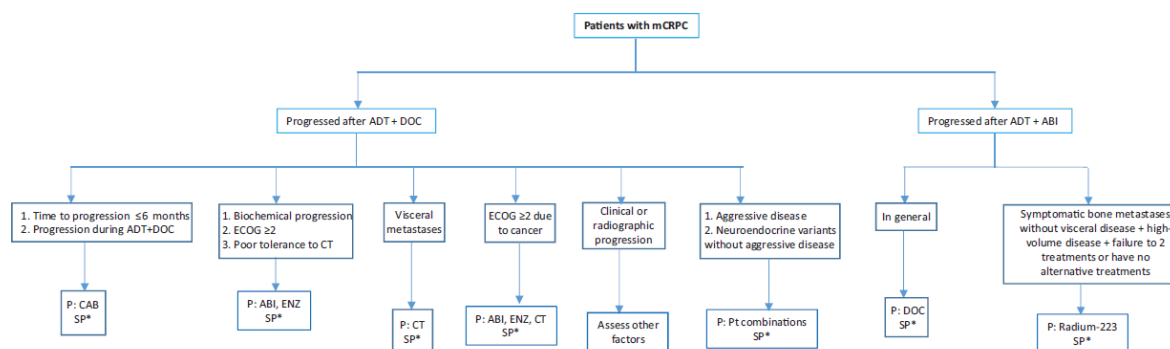 Patients with mCRPC
Progressed after ADT + DOC
Progressed after ADT + ABI
1. Time to progression ≤6 months
2. Progression during ADT+DOC
1. Biochemical progression
2. ECOG ≥2
3. Poor tolerance to CT
Visceral
metastases
ECOG ≥2 due
to cancer
Clinical or
radiographic
progression
1. Aggressive disease
2. Neuroendocrine variants
without aggressive disease
In general
Symptomatic bone metastases
without visceral disease + high-
volume disease + failure to 2
treatments or have no
alternative treatments
P: CAB
SP*
P: ABI, ENZ
SP*
P: CT
SP*
P: ABI, ENZ, CT
SP*
Assess other
factors
P: Pt combinations
SP*
P: DOC
SP*
P: Radium-223
SP*